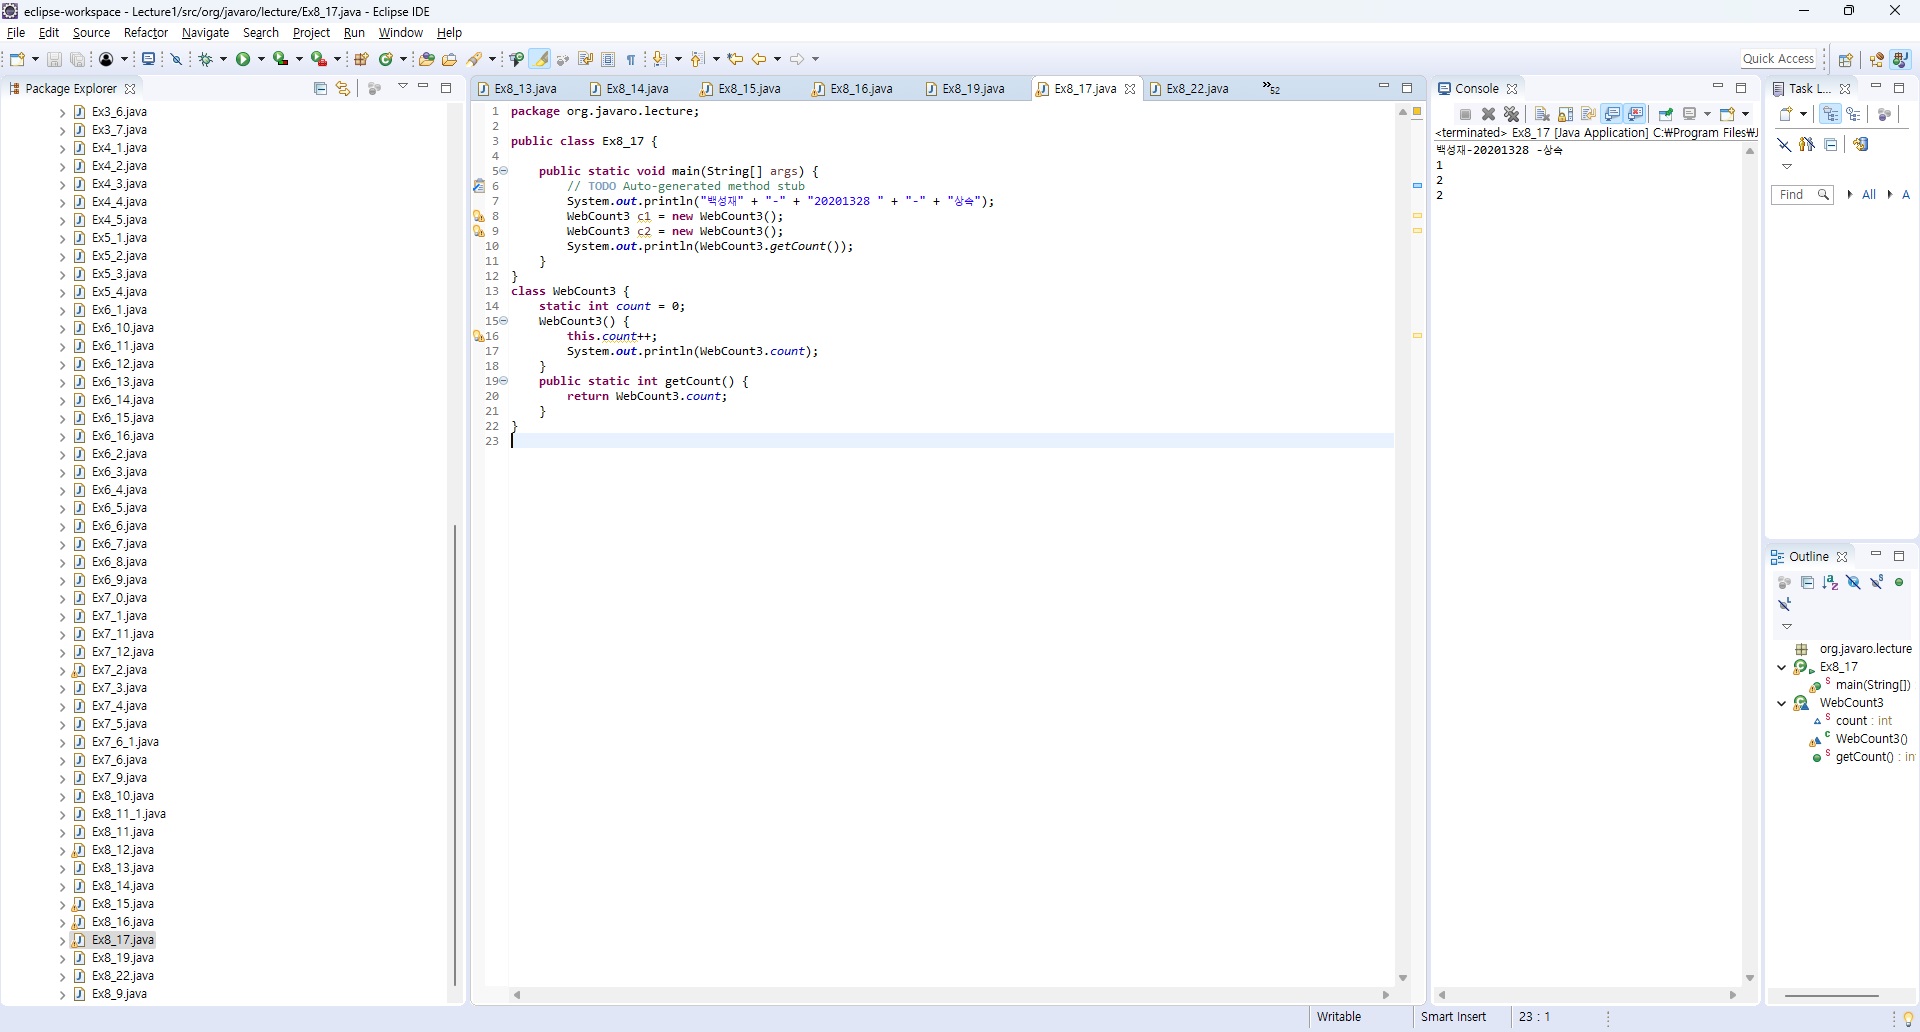 eclipse-workspace - Lecture1/src/org/javaro/lecture/Ex8_17.java - Eclipse IDE
File Edit Source Refactor Navigate Search Project Run Window Help
Quick Access
Package Explorer
Ex3_6.java
Ex3_7.java
Ex4_1.java
Ex4_2.java
Ex4_3.java
Ex4_4.java
Ex4_5.java
Ex5_1.java
Ex5_2.java
Ex5_3.java
Ex5_4.java
Ex6_1.java
Ex6_10.java
Ex6_11.java
Ex6_12.java
Ex6_13.java
Ex6_14.java
Ex6_15.java
Ex6_16.java
Ex6_2.java
Ex6_3.java
Ex6_4.java
Ex6_5.java
Ex6_6.java
Ex6_7.java
Ex6_8.java
Ex6_9.java
Ex7_0.java
Ex7_1.java
Ex7_11.java
Ex7_12.java
Ex7_2.java
Ex7_3.java
Ex7_4.java
Ex7_5.java
Ex7_6_1.java
Ex7_6.java
Ex7_9.java
Ex8_10.java
Ex8_11_1.java
Ex8_11.java
Ex8_12.java
Ex8_13.java
Ex8_14.java
Ex8_15.java
Ex8_16.java
Ex8_17.java
Ex8_19.java
Ex8_22.java
Ex8_9.java
Ex8_13.java Ex8_14.java Ex8_15.java Ex8_16.java Ex8_19.java Ex8_17.java Ex8_22.java »52
1 package org.javaro.lecture;
2
3 public class Ex8_17 {
4
5 public static void main(String[] args) {
6 // TODO Auto-generated method stub
7 System.out.println("백성재" + "-" + "20201328 " + "-" + "상속");
8 WebCount3 c1 = new WebCount3();
9 WebCount3 c2 = new WebCount3();
10 System.out.println(WebCount3.getCount());
11 }
12 }
13 class WebCount3 {
14 static int count = 0;
15 WebCount3() {
16 this.count++;
17 System.out.println(WebCount3.count);
18 }
19 public static int getCount() {
20 return WebCount3.count;
21 }
22 }
23
Console
<terminated> Ex8_17 [Java Application] C:₩Program Files₩J
백성재-20201328 -상속
1
2
2
Task L...
Find All A
Outline
org.javaro.lecture
Ex8_17
main(String[])
WebCount3
count : int
WebCount3()
getCount() : in
Writable Smart Insert 23 : 1